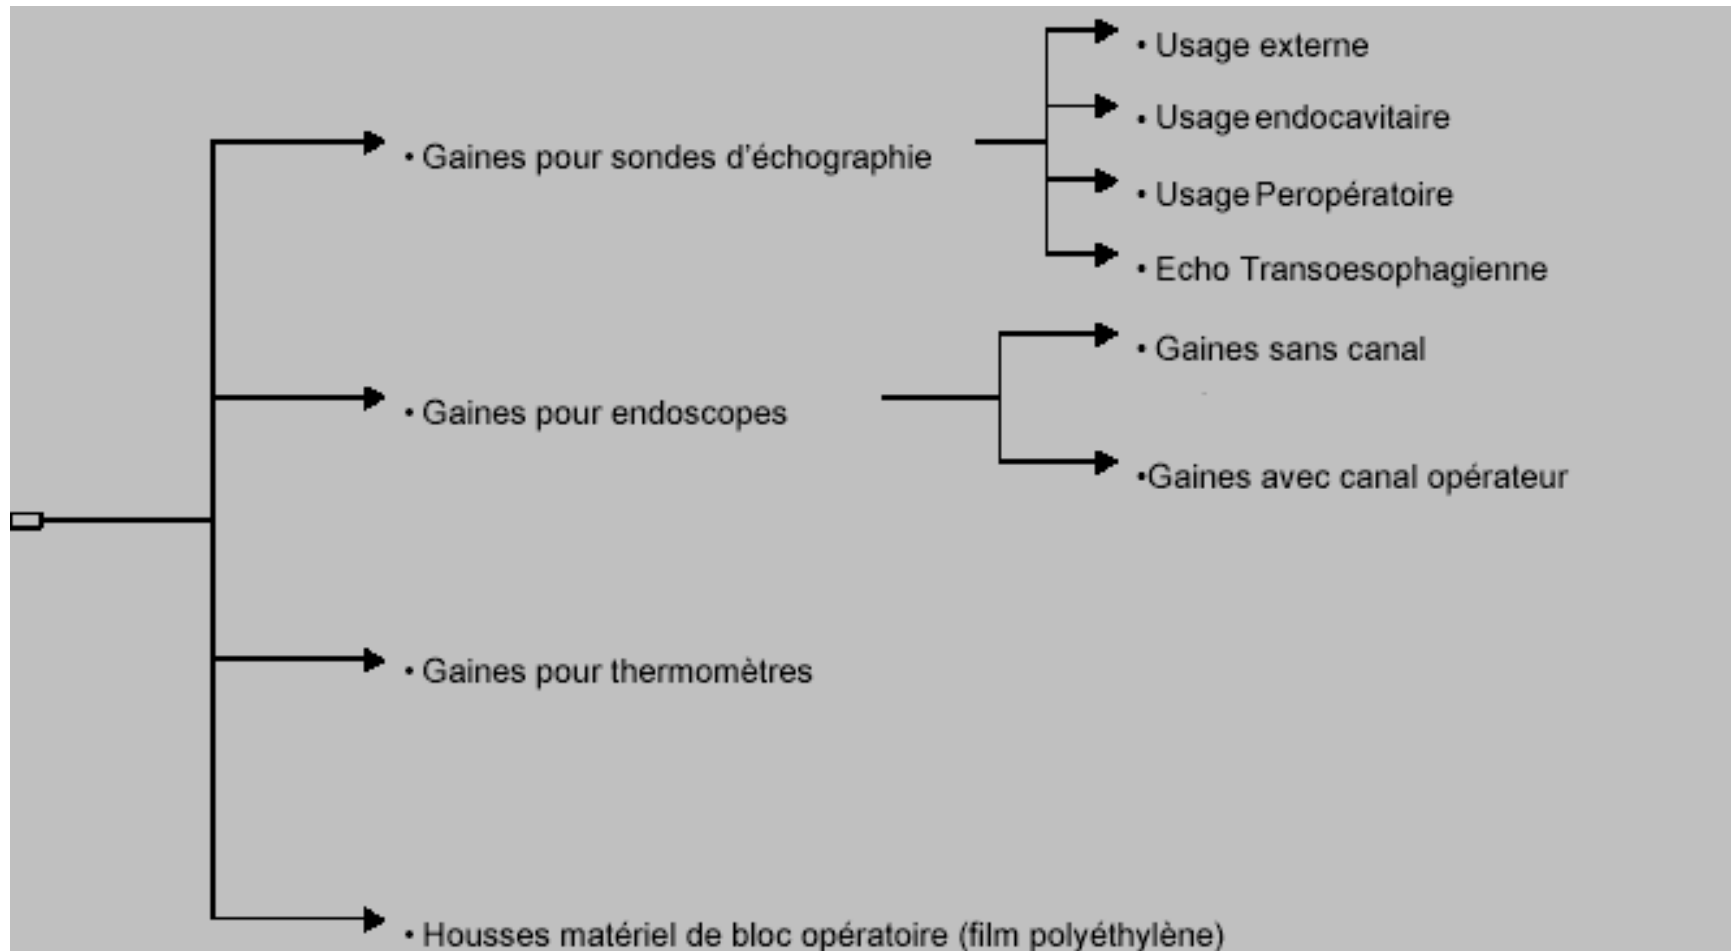 • Usage externe
• Usage endocavitaire
• Gaines pour sondes d'échographie
• Usage Peropératoire
• Echo Transoesophagienne
• Gaines sans canal
• Gaines pour endoscopes
•Gaines avec canal opérateur
• Gaines pour thermomètres
• Housses matériel de bloc opératoire (film polyéthylène)